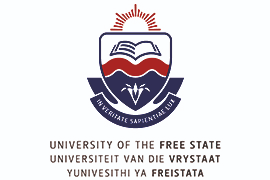 IN VERITATE SAPIENTIAE LUX
UNIVERSITY OF THE FREE STATE
UNIVERSITEIT VAN DIE VRYSTAAT
YUNIVESITHI YA FREISTATA